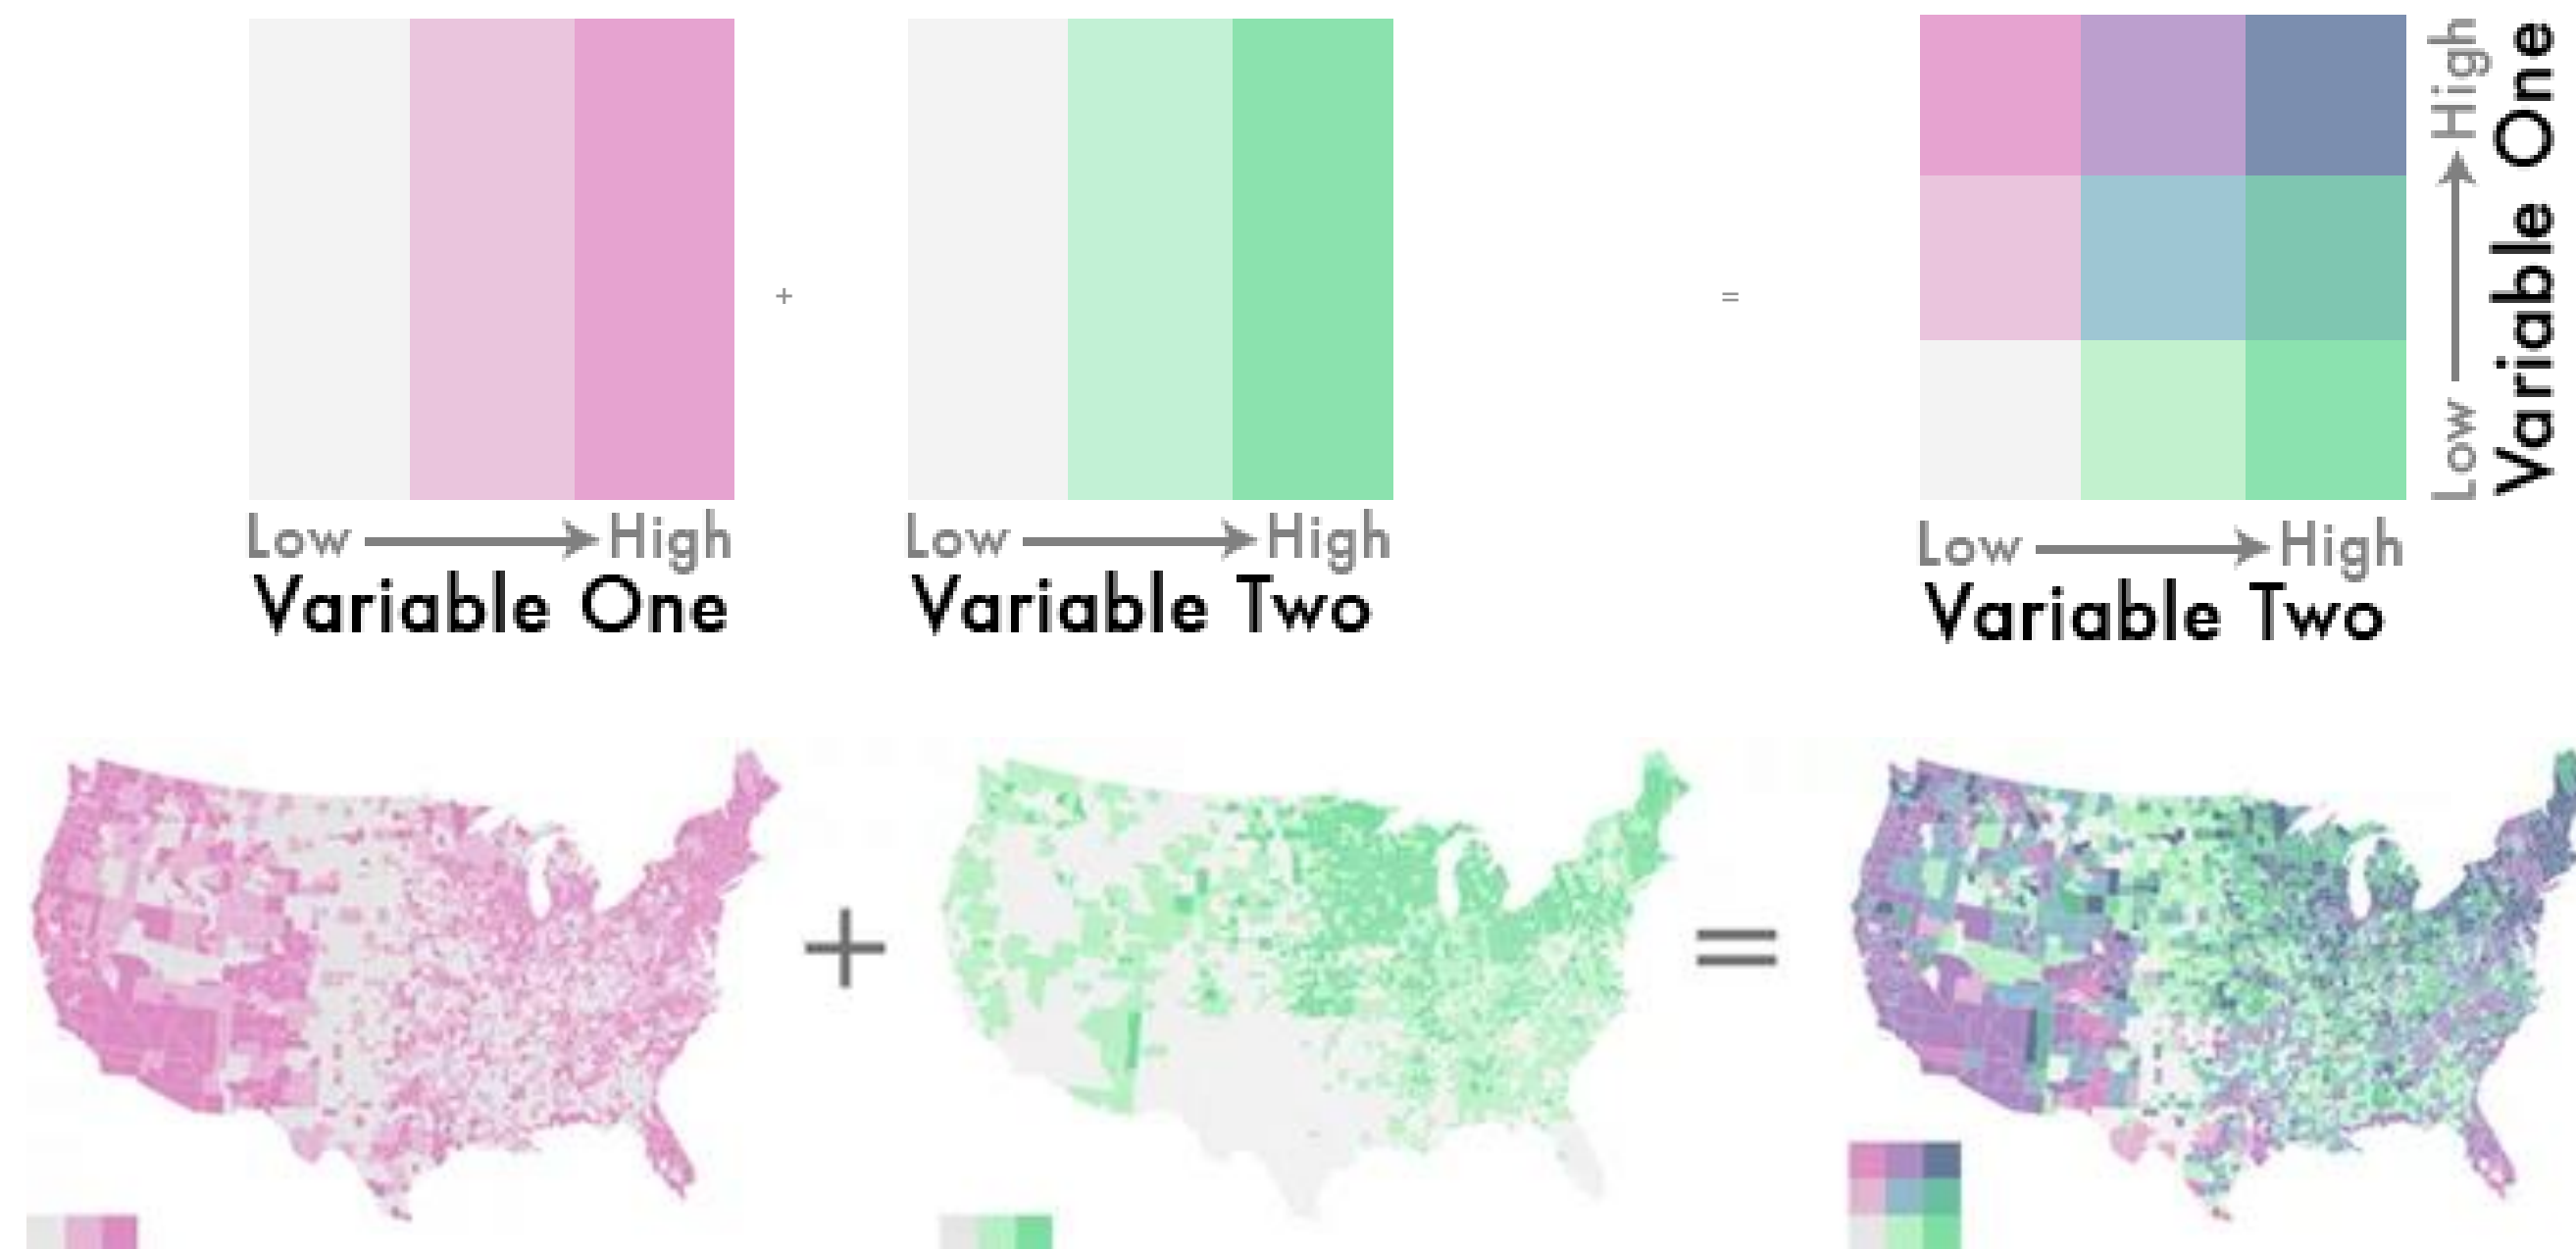 +
=
Low → High
Variable One
Low → High
Variable Two
Low → High
Variable Two
Low → High
Variable One
+
=